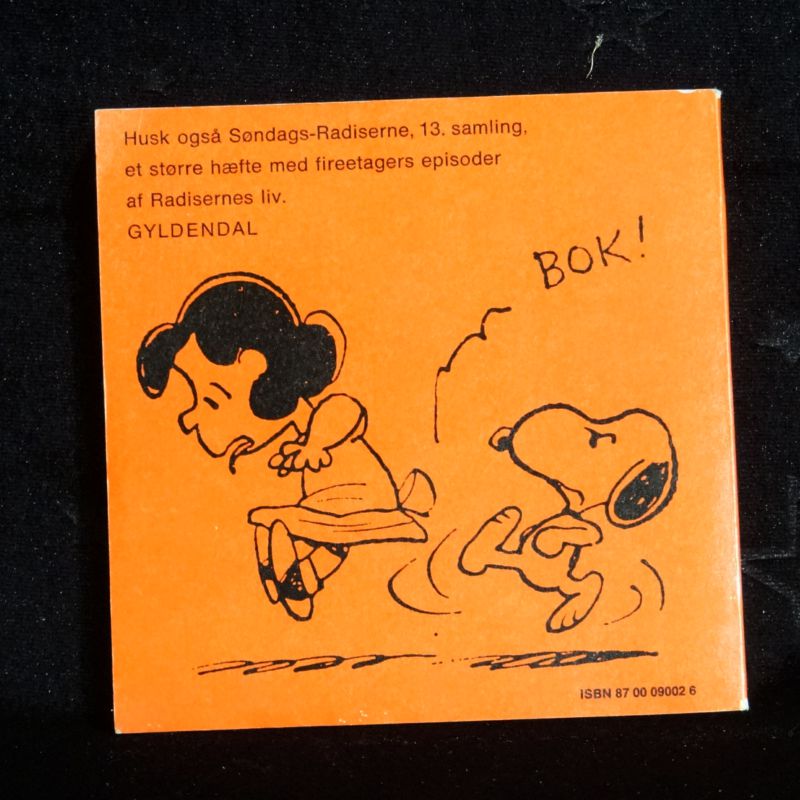 Husk også Søndags-Radiserne, 13. samling,
et større hæfte med fireetagers episoder
af Radisernes liv.
GYLDENDAL
BOK!
ISBN 87 00 09002 6